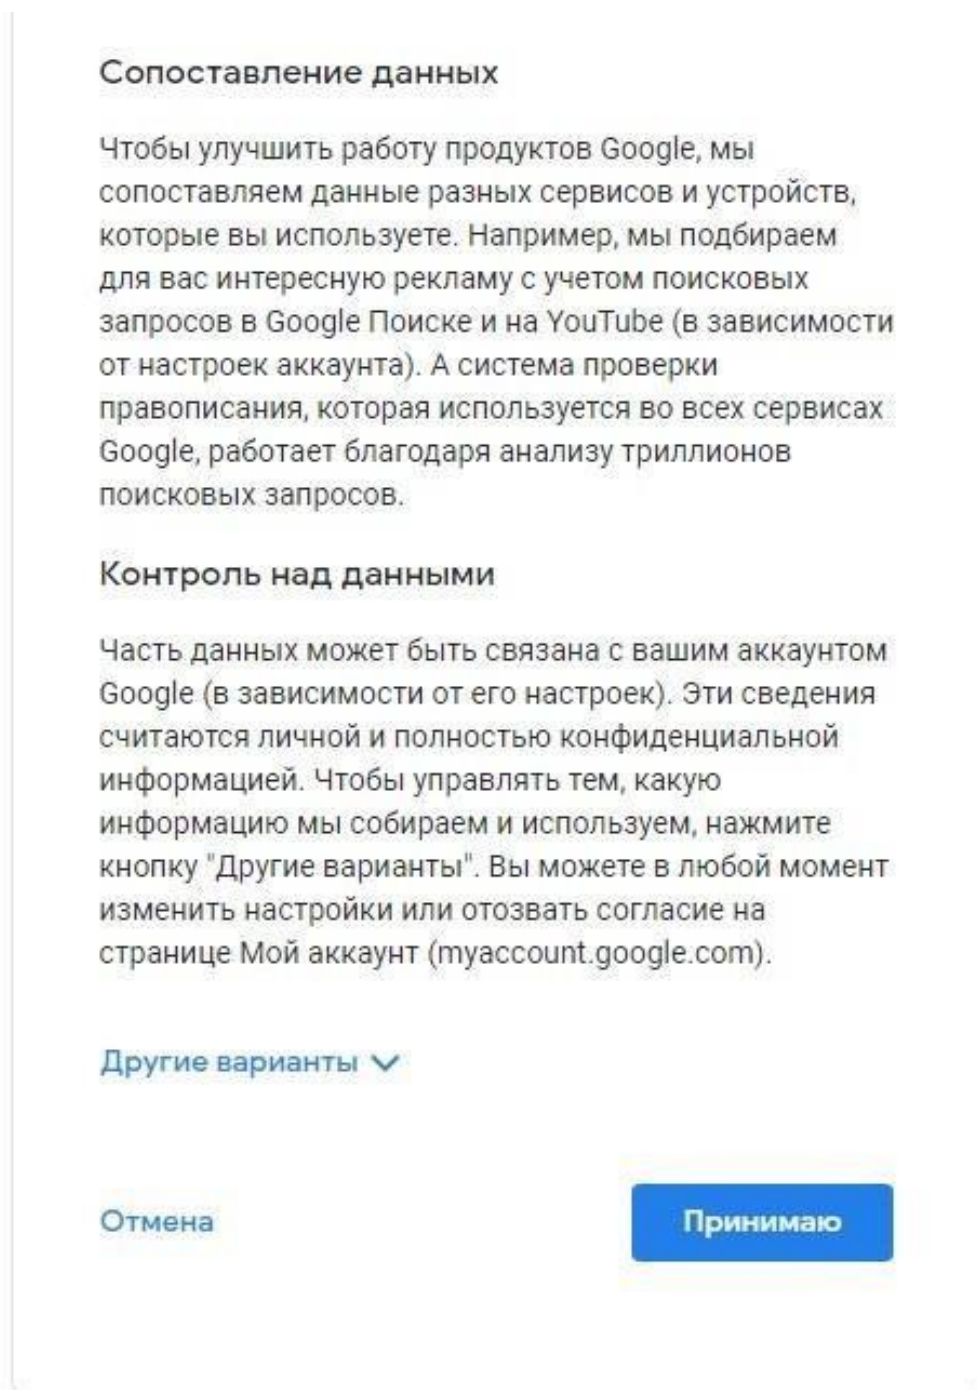 Сопоставление данных
Чтобы улучшить работу продуктов Google, мы
сопоставляем данные разных сервисов и устройств,
которые вы используете. Например, мы подбираем
для вас интересную рекламу с учетом поисковых
запросов в Google Поиске и на YouTube (в зависимости
от настроек аккаунта). А система проверки
правописания, которая используется во всех сервисах
Google, работает благодаря анализу триллионов
поисковых запросов.
Контроль над данными
Часть данных может быть связана с вашим аккаунтом
Google (в зависимости от его настроек). Эти сведения
считаются личной и полностью конфиденциальной
информацией. Чтобы управлять тем, какую
информацию мы собираем и используем, нажмите
кнопку "Другие варианты". Вы можете в любой момент
изменить настройки или отозвать согласие на
странице Мой аккаунт (myaccount.google.com).
Другие варианты
Отмена
Принимаю